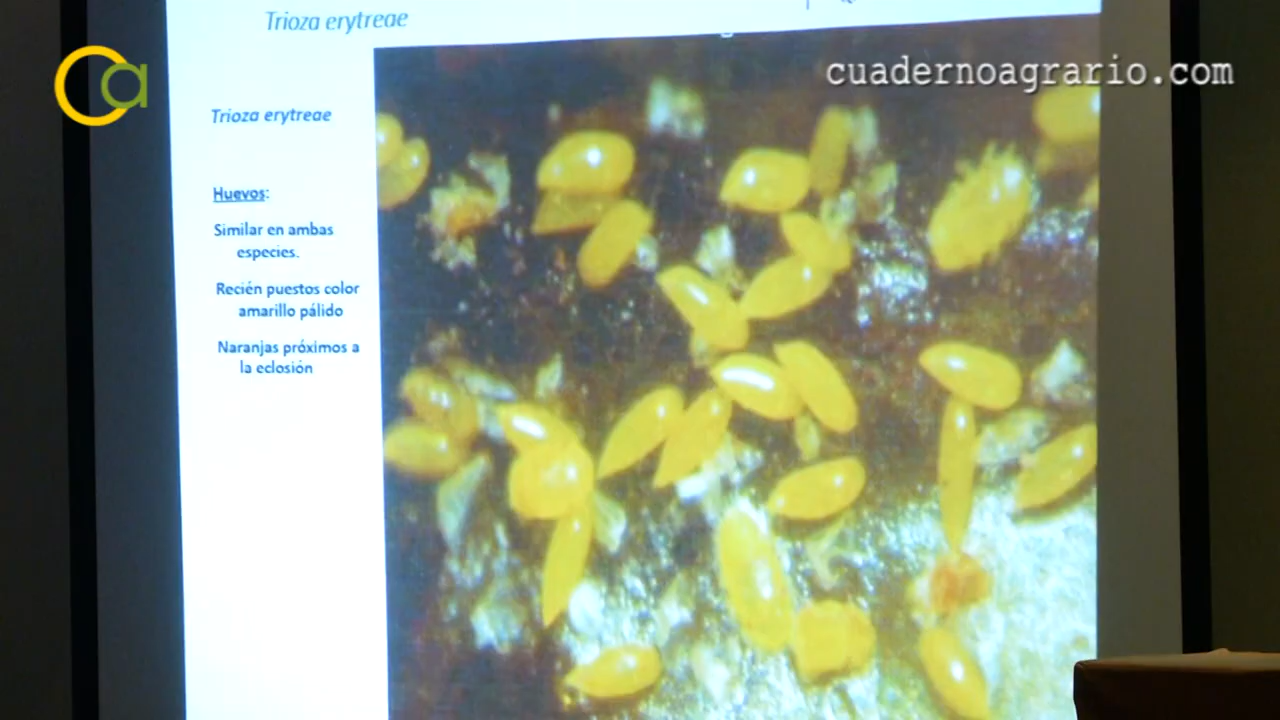 Trioza erytreae
cuadernoagrario.com
Ca
Trioza erytreae
Huevos:
Similar en ambas
especies.
Recién puestos color
amarillo pálido
Naranjas próximos a
la eclosión